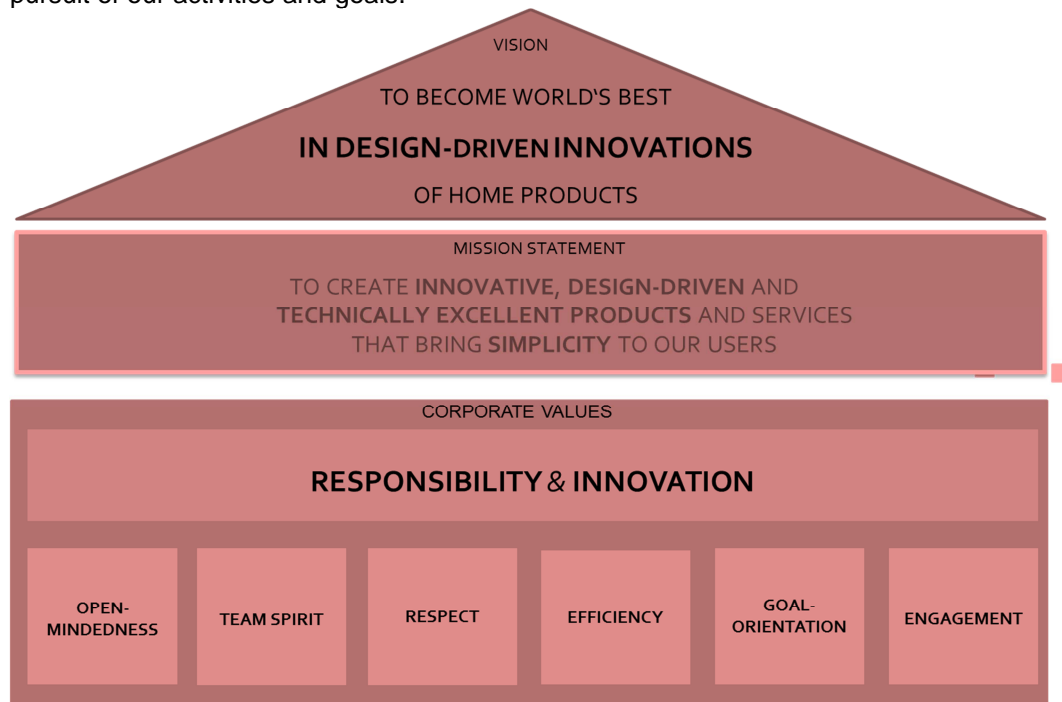 pursuit of our activities and goals.
VISION
TO BECOME WORLD'S BEST
IN DESIGN-DRIVEN INNOVATIONS
OF HOME PRODUCTS
MISSION STATEMENT
TO CREATE INNOVATIVE, DESIGN-DRIVEN AND
TECHNICALLY EXCELLENT PRODUCTS AND SERVICES
THAT BRING SIMPLICITY TO OUR USERS
CORPORATE VALUES
RESPONSIBILITY & INNOVATION
OPEN-
MINDEDNESS
TEAM SPIRIT
RESPECT
EFFICIENCY
GOAL-
ORIENTATION
ENGAGEMENT